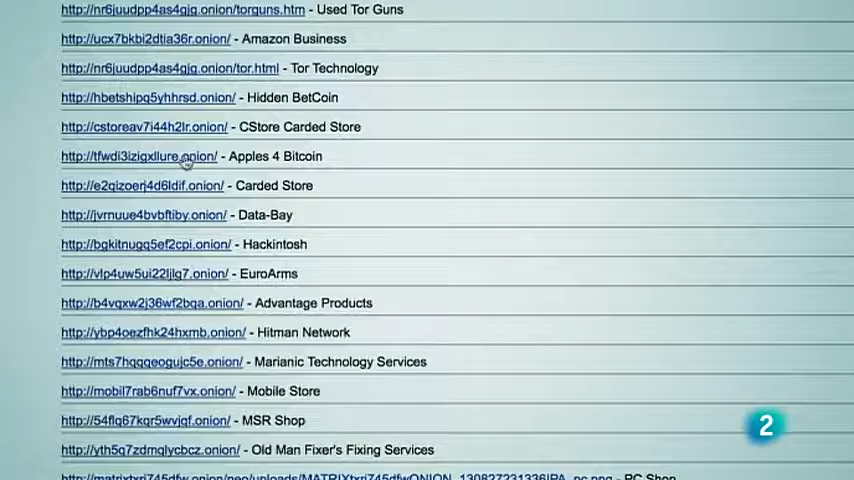 http://nr6juudpp4as4gjg.onion/torguns.htm - Used Tor Guns
http://ucx7bkbi2dtia36r.onion/ - Amazon Business
http://nr6juudpp4as4gjg.onion/tor.html - Tor Technology
http://hbetshipq5yhhrsd.onion/ - Hidden BetCoin
http://cstoreav7i44h2lr.onion/ - CStore Carded Store
http://tfwdi3izigxllure.onion/ - Apples 4 Bitcoin
http://e2qizoerj4d6ldif.onion/ - Carded Store
http://jvrnuue4bvbftiby.onion/ - Data-Bay
http://bgkitnugq5ef2cpi.onion/ - Hackintosh
http://vlp4uw5ui22ljlg7.onion/ - EuroArms
http://b4vqxw2j36wf2bqa.onion/ - Advantage Products
http://ybp4oezfhk24hxmb.onion/ - Hitman Network
http://mts7hqqqeogujc5e.onion/ - Marianic Technology Services
http://mobil7rab6nuf7vx.onion/ - Mobile Store
http://54flq67kqr5wvjqf.onion/ - MSR Shop
http://yth5q7zdmqlycbcz.onion/ - Old Man Fixer's Fixing Services
- PC Shop
2